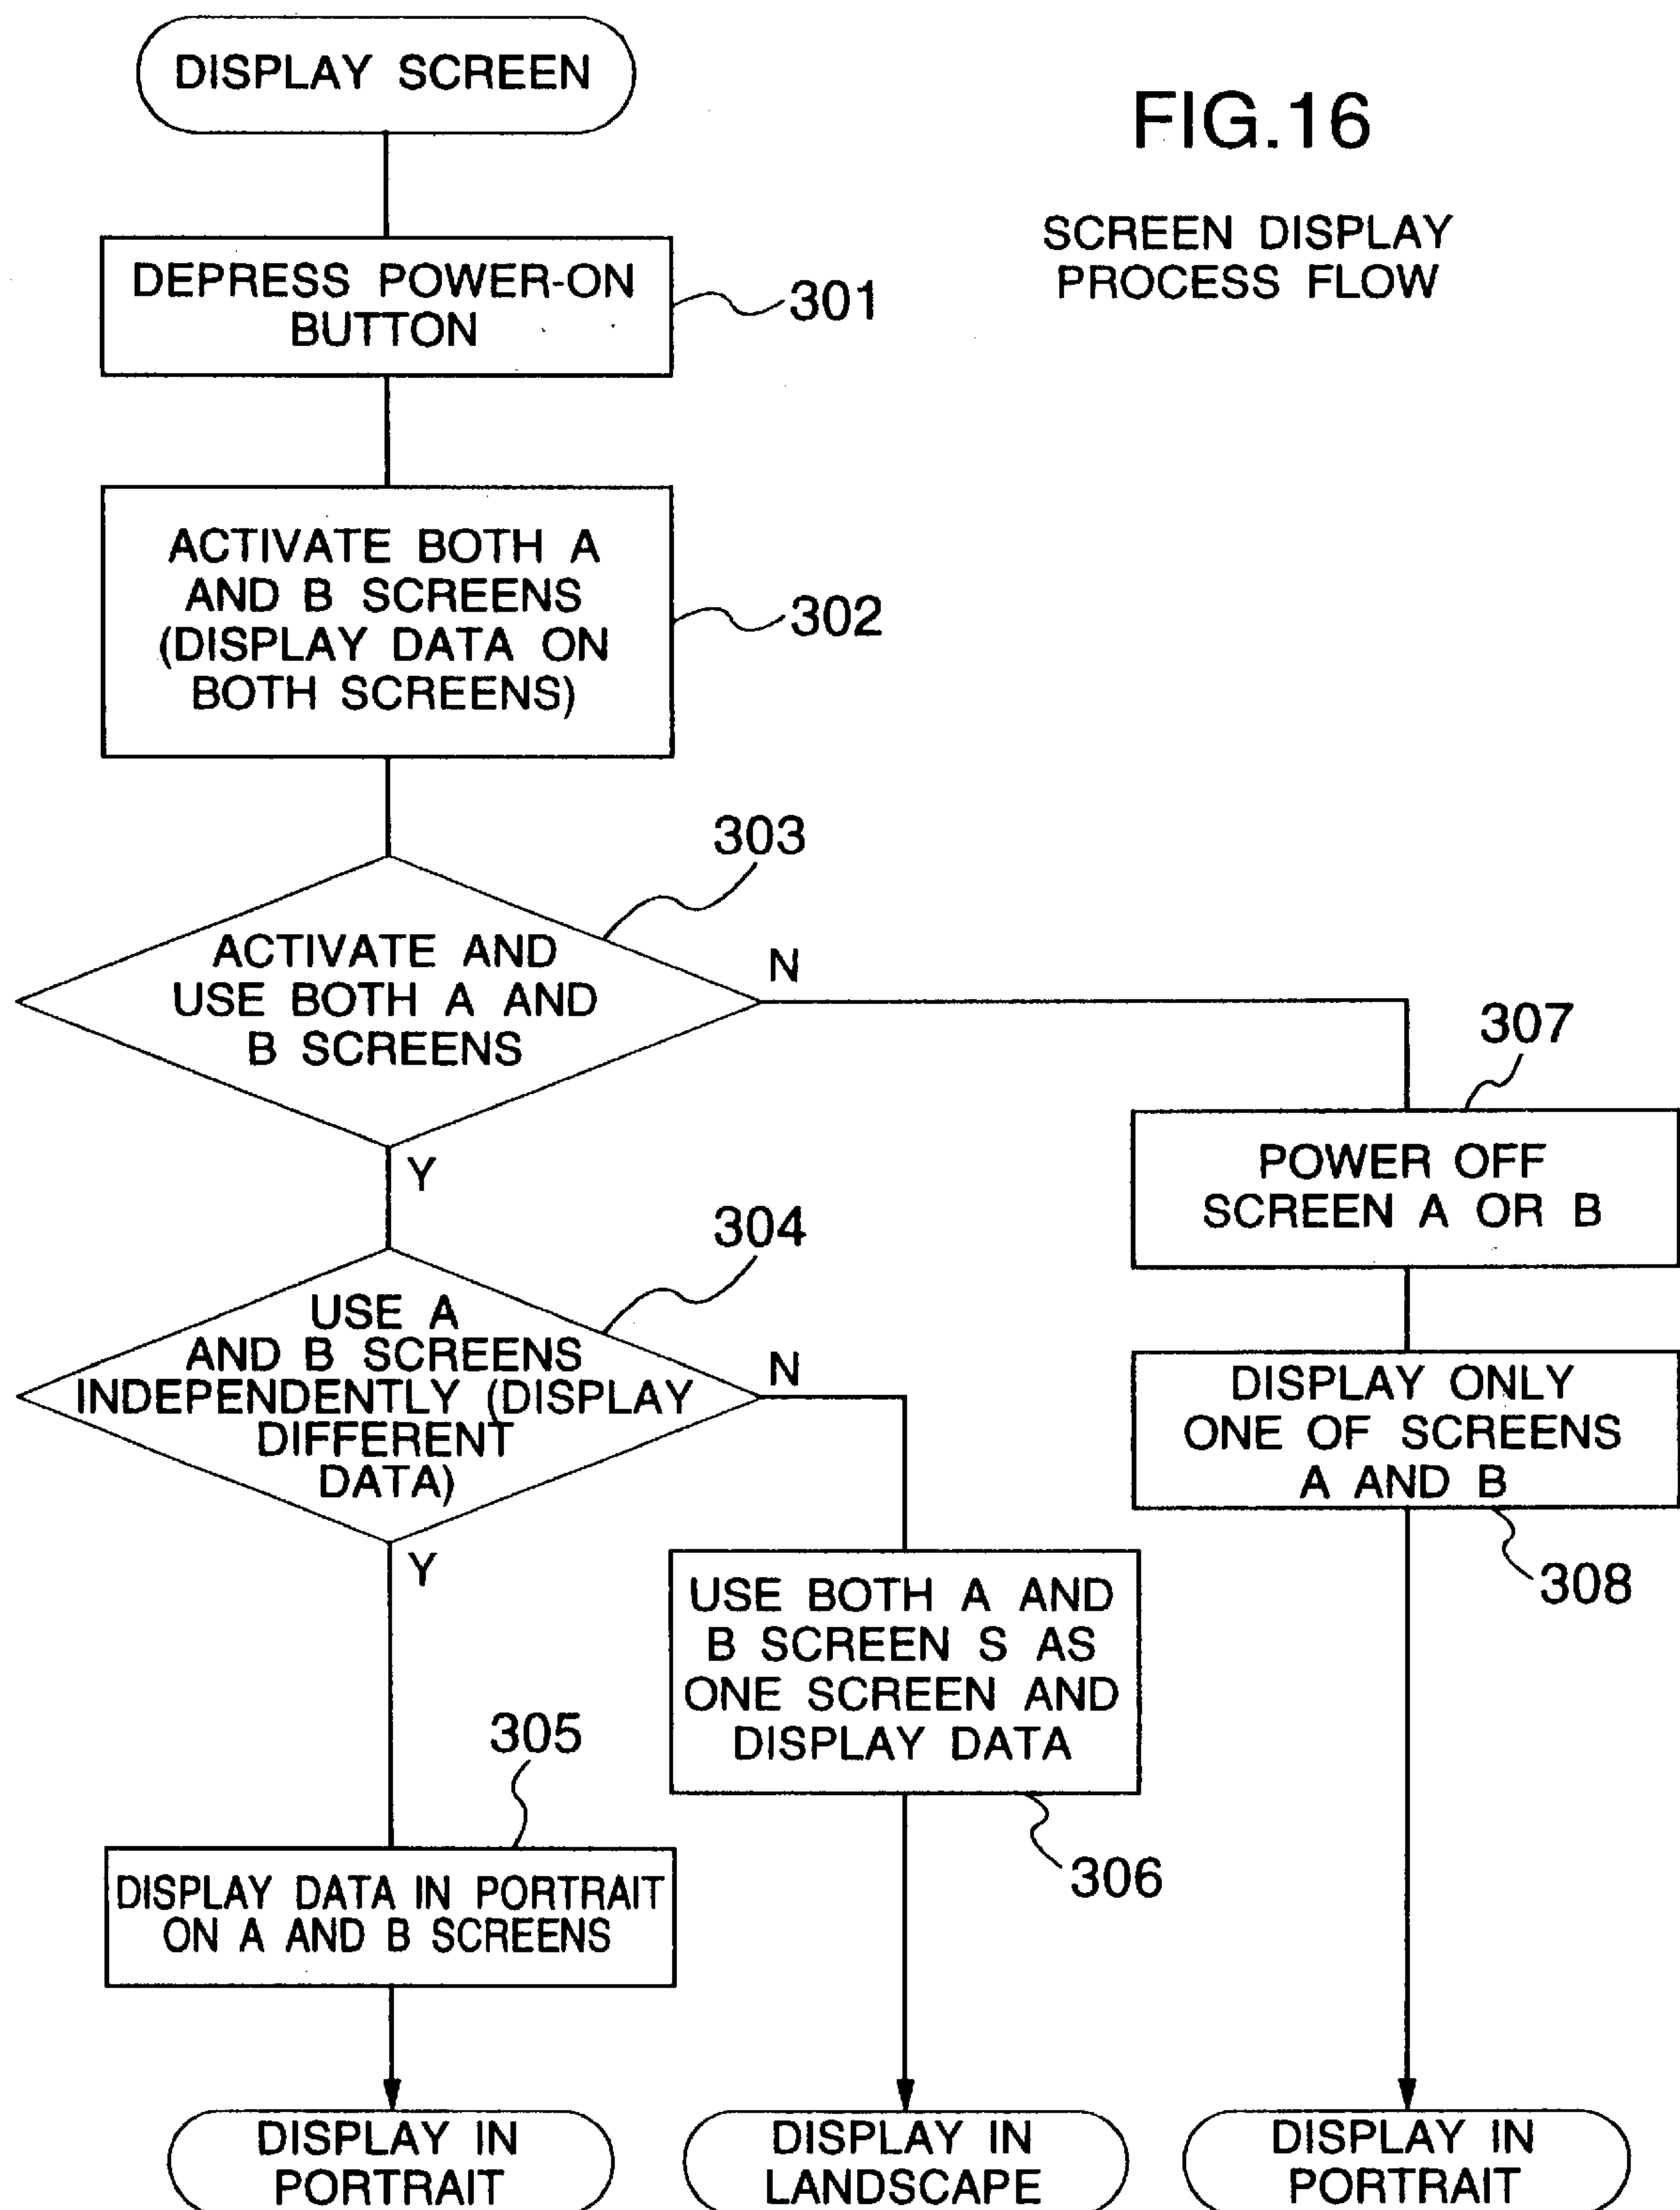 DISPLAY SCREEN
FIG.16
SCREEN DISPLAY
PROCESS FLOW
DEPRESS POWER-ON
BUTTON
301
ACTIVATE BOTH A
AND B SCREENS
(DISPLAY DATA ON
BOTH SCREENS)
302
303
ACTIVATE AND
USE BOTH A AND
B SCREENS
N
Y
307
POWER OFF
SCREEN A OR B
304
USE A
AND B SCREENS
INDEPENDENTLY (DISPLAY
DIFFERENT
DATA)
N
Y
DISPLAY ONLY
ONE OF SCREENS
A AND B
308
USE BOTH A AND
B SCREEN S AS
ONE SCREEN AND
DISPLAY DATA
306
305
DISPLAY DATA IN PORTRAIT
ON A AND B SCREENS
DISPLAY IN
PORTRAIT
DISPLAY IN
LANDSCAPE
DISPLAY IN
PORTRAIT